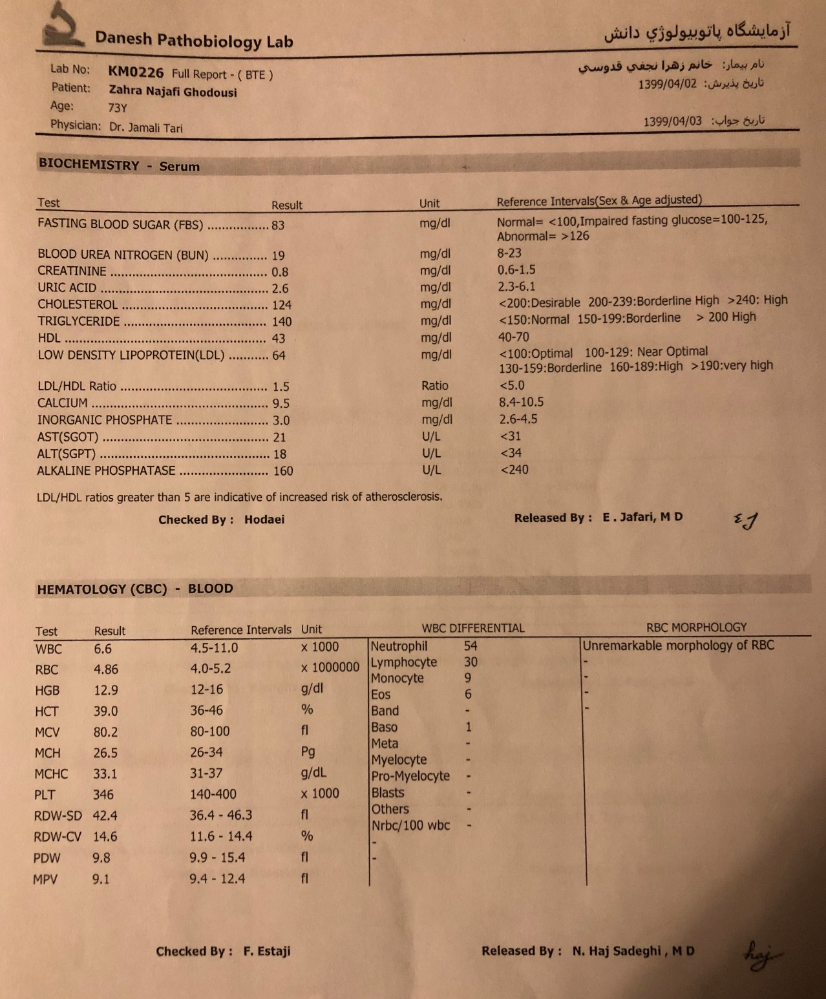 Danesh Pathobiology Lab
آزمایشگاه پاتوبیولوژي دانش
Lab No: KM0226 Full Report - ( BTE )
نام بیمار: خانم زهرا نجفي قدوسي
Patient: Zahra Najafi Ghodousi
تاریخ پذیرش: 1399/04/02
Age: 73Y
Physician: Dr. Jamali Tari
تاریخ جواب: 1399/04/03
BIOCHEMISTRY - Serum
Test Result Unit Reference Intervals(Sex & Age adjusted)
FASTING BLOOD SUGAR (FBS) ................ 83 mg/dl Normal= <100,Impaired fasting glucose=100-125,
Abnormal= >126
BLOOD UREA NITROGEN (BUN) .............. 19 mg/dl 8-23
CREATININE ........................................ 0.8 mg/dl 0.6-1.5
URIC ACID .......................................... 2.6 mg/dl 2.3-6.1
CHOLESTEROL ..................................... 124 mg/dl <200:Desirable 200-239:Borderline High >240: High
TRIGLYCERIDE ..................................... 140 mg/dl <150:Normal 150-199:Borderline > 200 High
HDL .................................................... 43 mg/dl 40-70
LOW DENSITY LIPOPROTEIN(LDL) ........... 64 mg/dl <100:Optimal 100-129: Near Optimal
130-159:Borderline 160-189:High >190:very high
LDL/HDL Ratio ...................................... 1.5 Ratio <5.0
CALCIUM ............................................. 9.5 mg/dl 8.4-10.5
INORGANIC PHOSPHATE ........................ 3.0 mg/dl 2.6-4.5
AST(SGOT) .......................................... 21 U/L <31
ALT(SGPT) ........................................... 18 U/L <34
ALKALINE PHOSPHATASE ....................... 160 U/L <240
LDL/HDL ratios greater than 5 are indicative of increased risk of atherosclerosis.
Checked By : Hodaei Released By : E . Jafari, M D EJ
HEMATOLOGY (CBC) - BLOOD
Test Result Reference Intervals Unit WBC DIFFERENTIAL RBC MORPHOLOGY
WBC 6.6 4.5-11.0 x 1000
RBC 4.86 4.0-5.2 x 1000000
HGB 12.9 12-16 g/dl
HCT 39.0 36-46 %
MCV 80.2 80-100 fl
MCH 26.5 26-34 Pg
MCHC 33.1 31-37 g/dL
PLT 346 140-400 x 1000
RDW-SD 42.4 36.4 - 46.3 fl
RDW-CV 14.6 11.6 - 14.4 %
PDW 9.8 9.9 - 15.4 fl
MPV 9.1 9.4 - 12.4 fl
Neutrophil 54
Lymphocyte 30
Monocyte 9
Eos 6
Band -
Baso 1
Meta -
Myelocyte -
Pro-Myelocyte -
Blasts -
Others -
Nrbc/100 wbc -
-
-
Unremarkable morphology of RBC
-
-
-
-
Checked By : F. Estaji Released By : N. Haj Sadeghi , M D haj